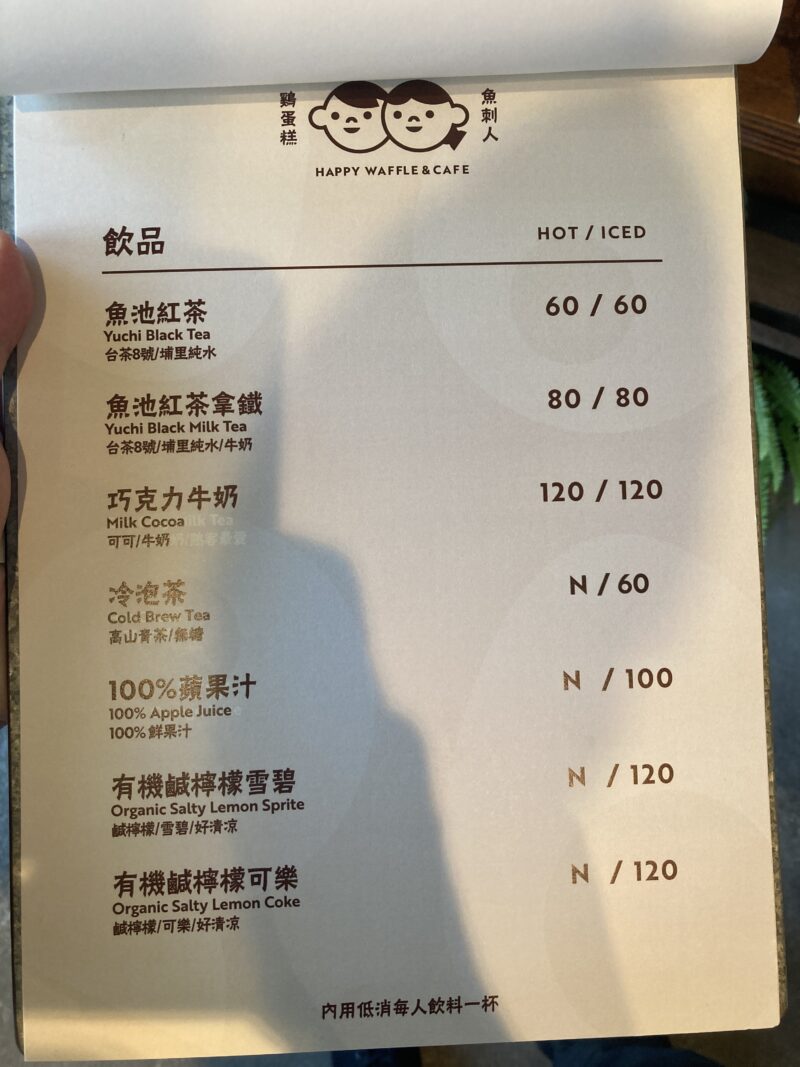 鷄蛋糕
魚刺人
HAPPY WAFFLE & CAFE
飲品
HOT / ICED
魚池紅茶
60 / 60
Yuchi Black Tea
台茶8號/埔里純水
魚池紅茶拿鐵
80 / 80
Yuchi Black Milk Tea
台茶8號/埔里純水/牛奶
巧克力牛奶
120 / 120
Milk Cocoa
可可/牛奶
冷泡茶
N / 60
Cold Brew Tea
高山青茶/無糖
100%蘋果汁
N / 100
100% Apple Juice
100%鮮果汁
有機鹹檸檬雪碧
N / 120
Organic Salty Lemon Sprite
鹹檸檬/雪碧/好清凉
有機鹹檸檬可樂
N / 120
Organic Salty Lemon Coke
鹹檸檬/可樂/好清凉
內用低消每人飲料一杯